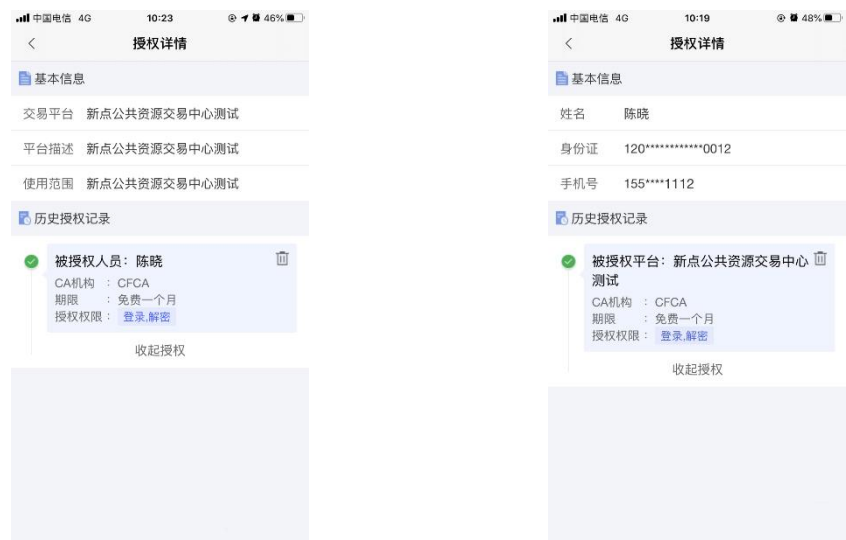 中国电信 4G 10:23 46%
授权详情
基本信息
交易平台 新点公共资源交易中心测试
平台描述 新点公共资源交易中心测试
使用范围 新点公共资源交易中心测试
历史授权记录
被授权人员：陈晓
CA机构 ：CFCA
期限 ：免费一个月
授权权限：登录,解密
收起授权
中国电信 4G 10:19 48%
授权详情
基本信息
姓名 陈晓
身份证 120************0012
手机号 155****1112
历史授权记录
被授权平台：新点公共资源交易中心
测试
CA机构 ：CFCA
期限 ：免费一个月
授权权限：登录,解密
收起授权